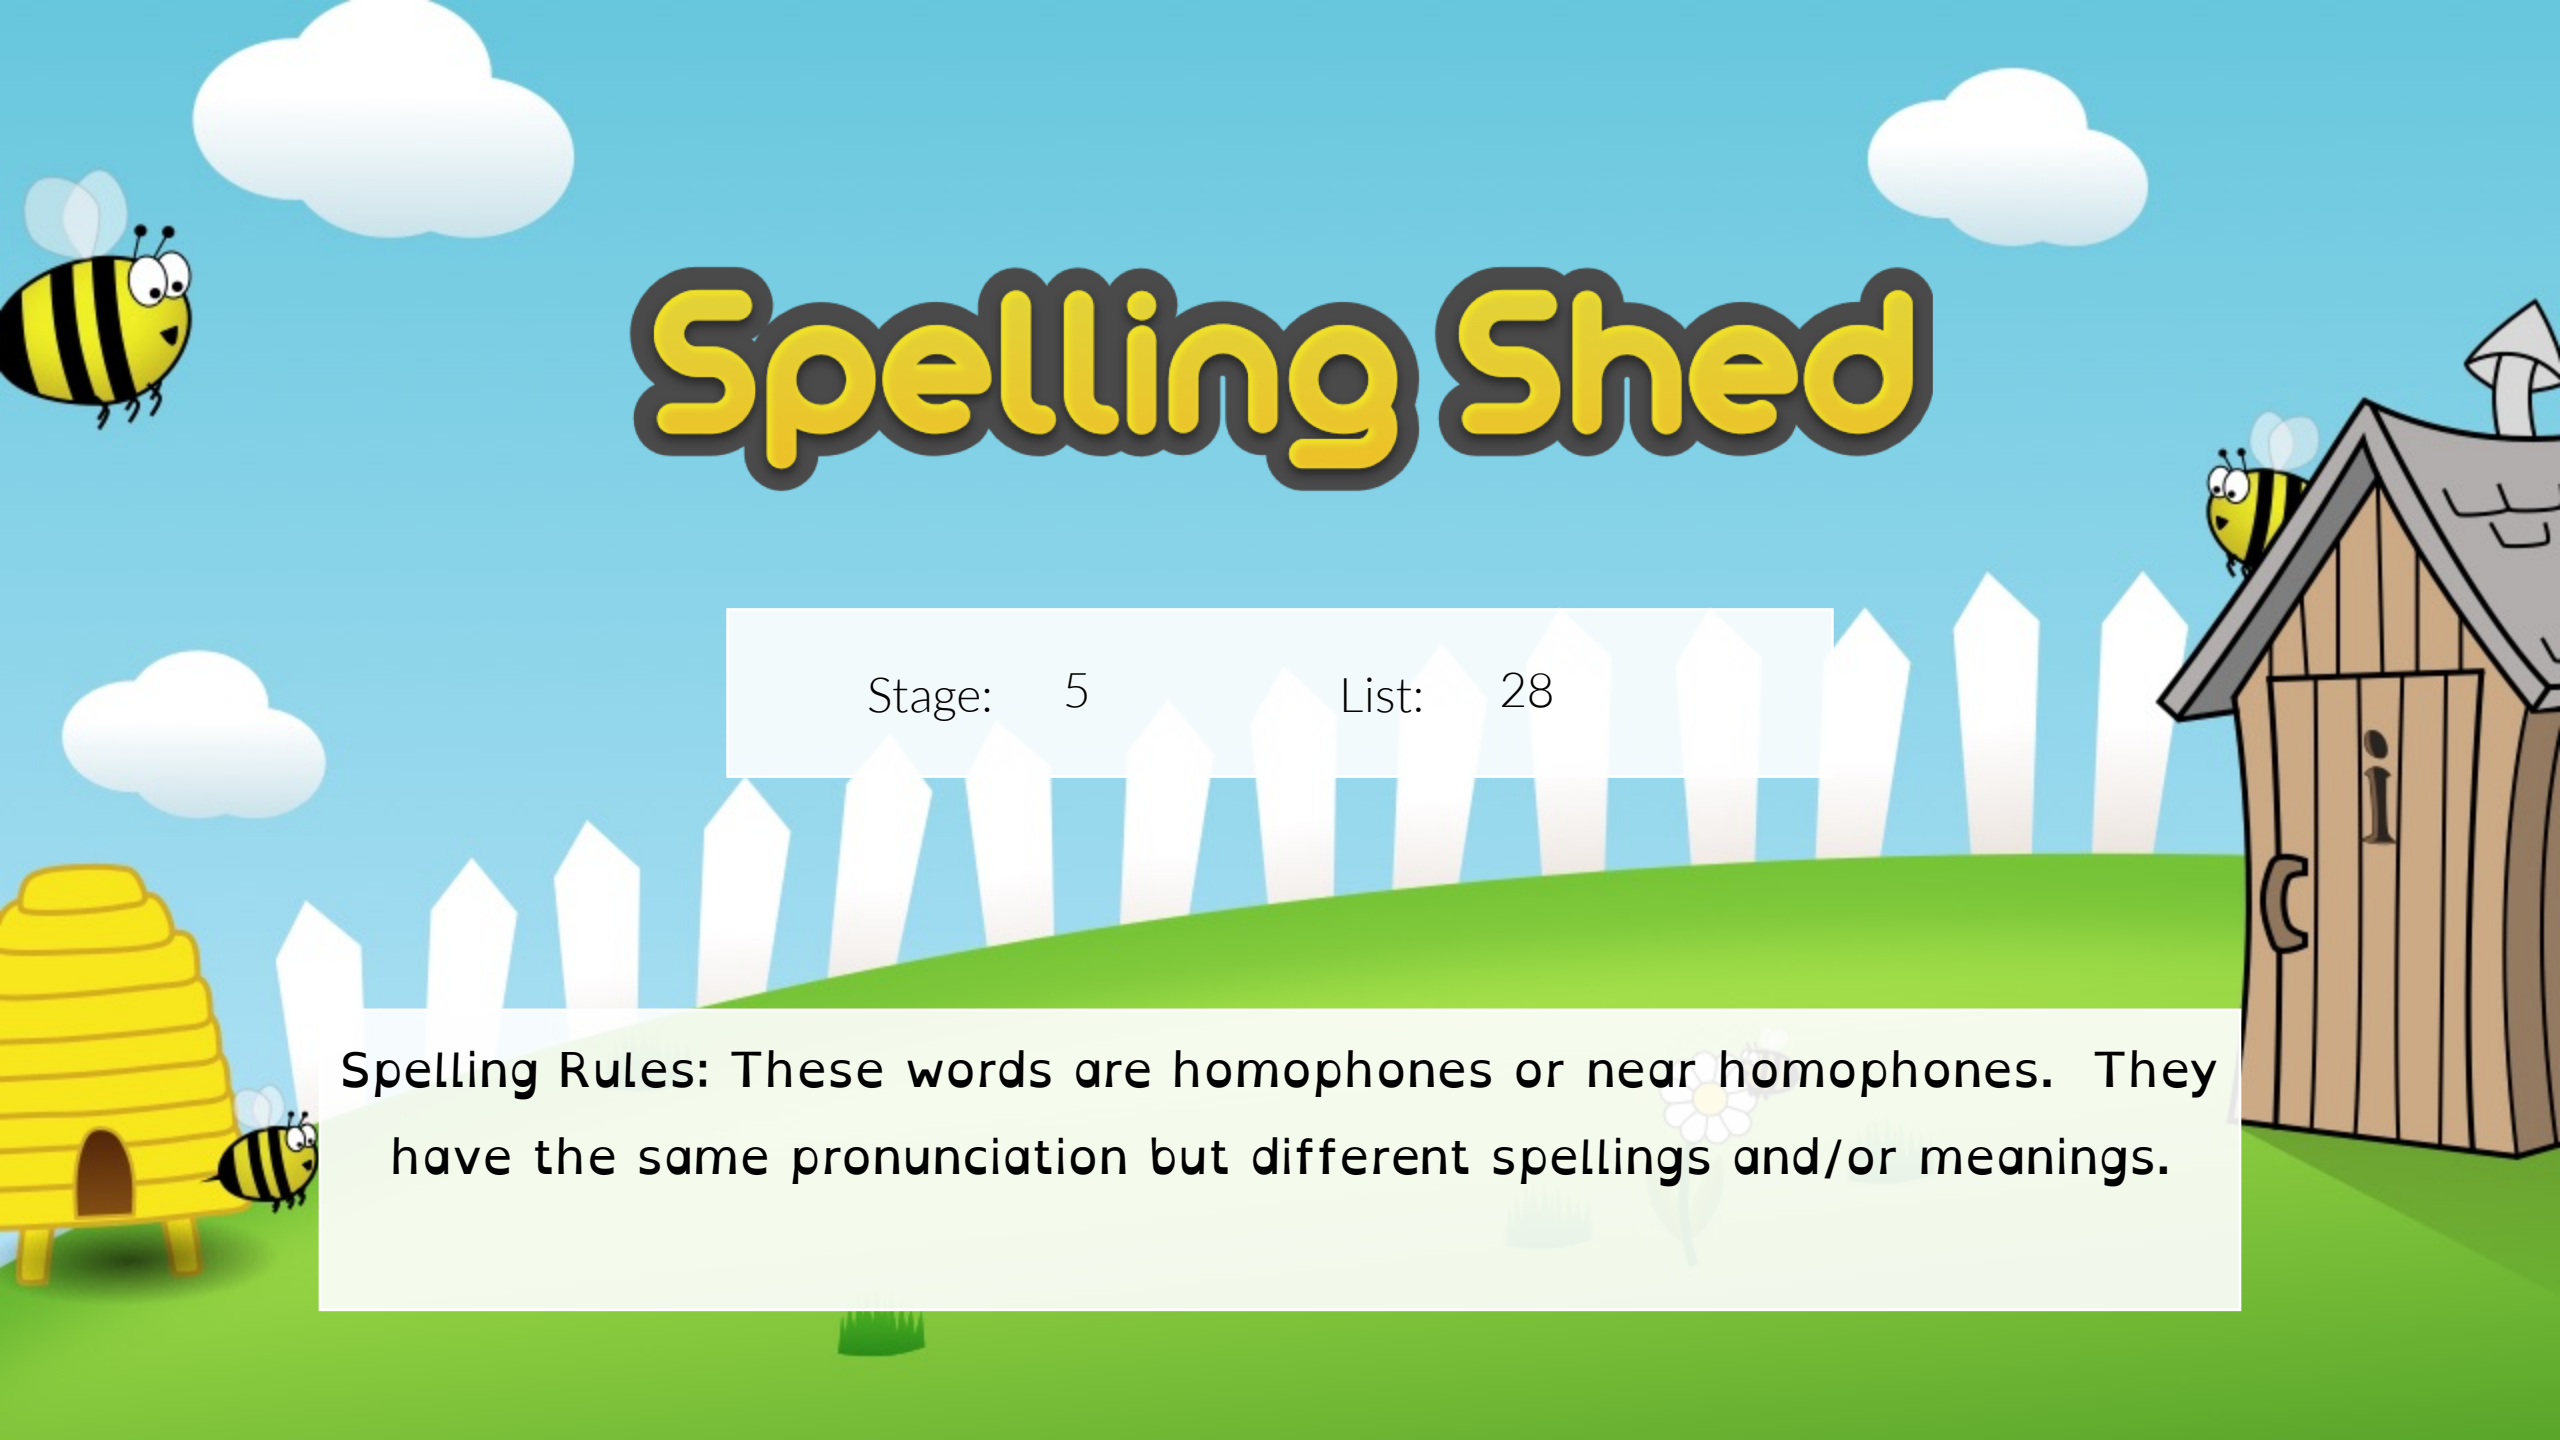 Spelling Shed
Stage: 5 List: 28
i
Spelling Rules: These words are homophones or near homophones. They
have the same pronunciation but different spellings and/or meanings.